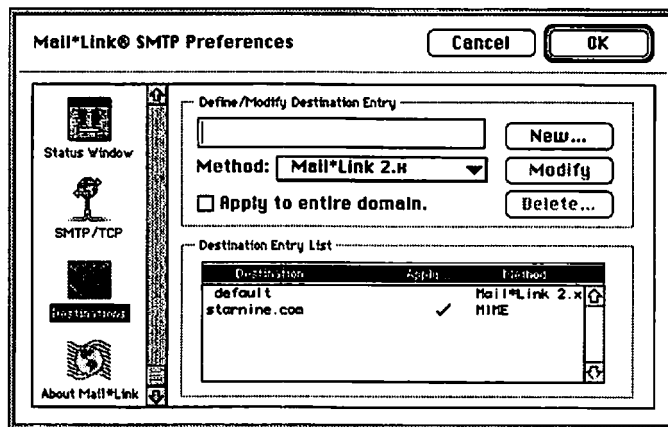 Mail*Link® SMTP Preferences
Cancel
OK
Status Window
SMTP/TCP
Destinations
About Mail*Link
Define/Modify Destination Entry
New...
Method: Mail*Link 2.x
Modify
Apply to entire domain.
Delete...
Destination Entry List
Destination Apply... Method
default Mail*Link 2.x
starnine.com ✓ MIME